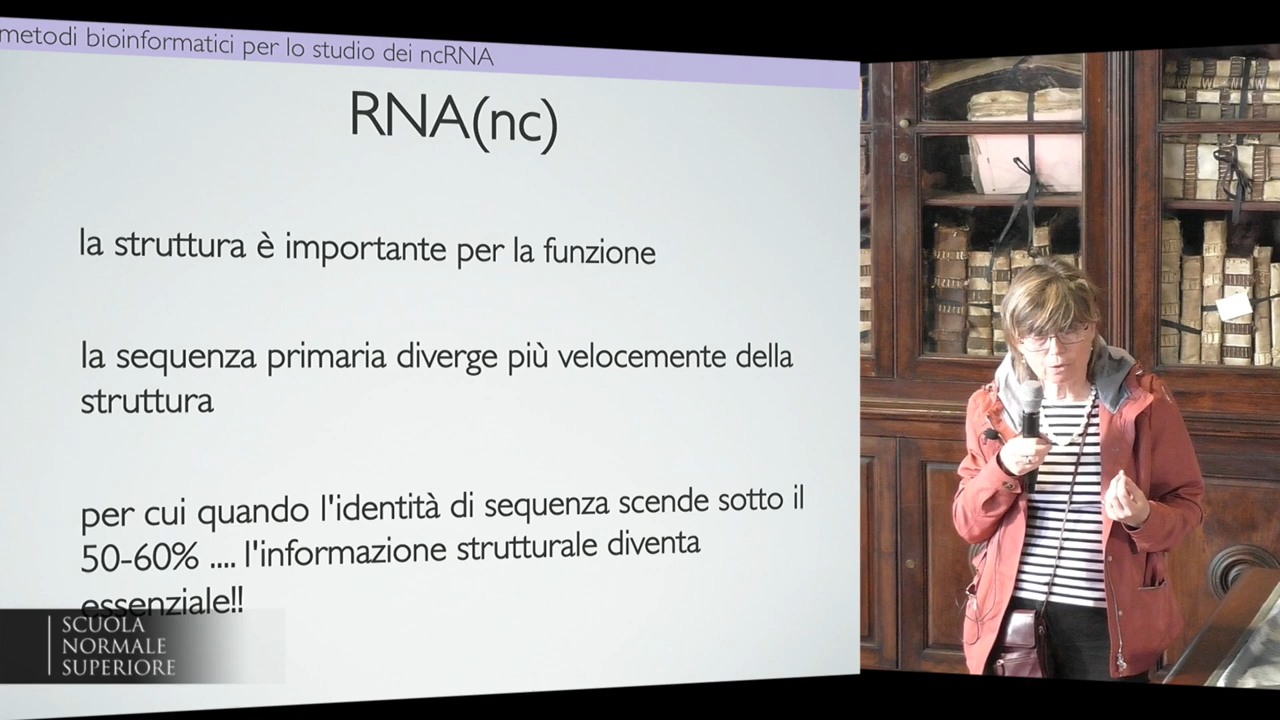 metodi bioinformatici per lo studio dei ncRNA
RNA(nc)
la struttura è importante per la funzione
la sequenza primaria diverge più velocemente della
struttura
per cui quando l'identità di sequenza scende sotto il
50-60% .... l'informazione strutturale diventa
essenziale!!
SCUOLA
NORMALE
SUPERIORE